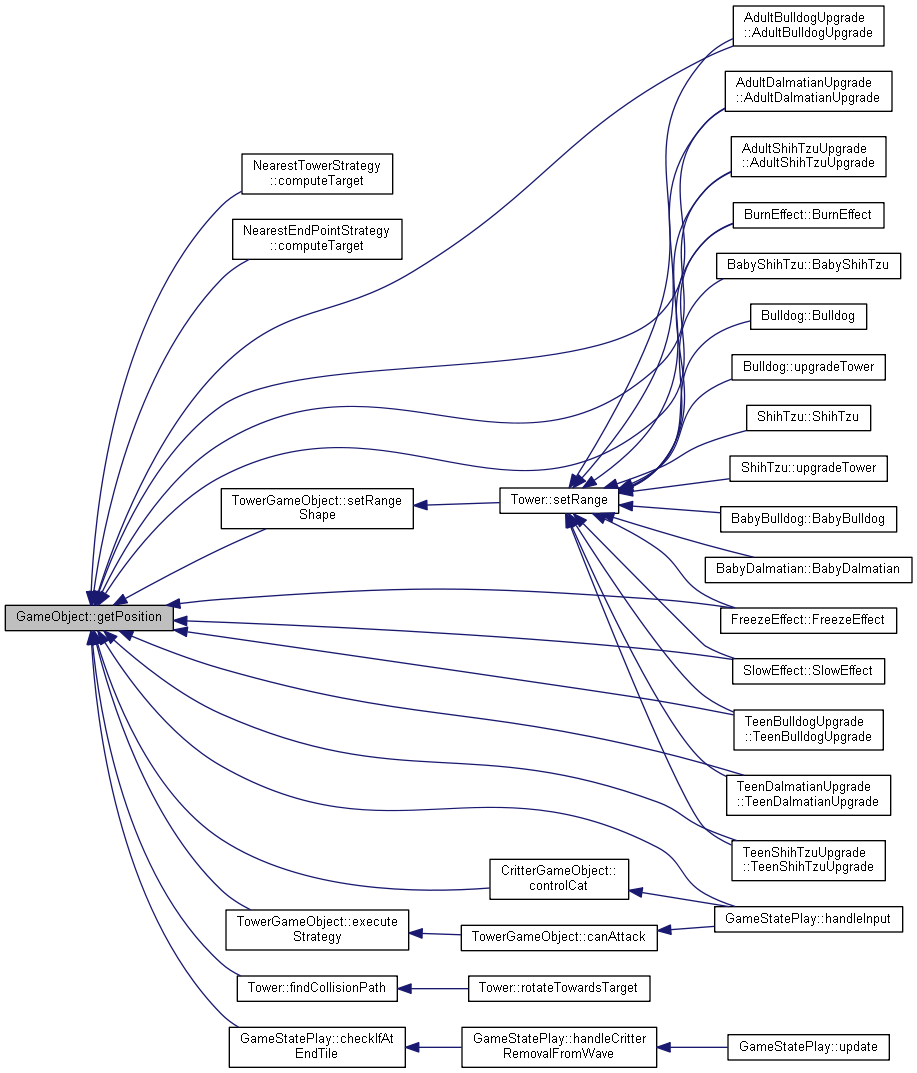 AdultBulldogUpgrade
::AdultBulldogUpgrade
AdultDalmatianUpgrade
::AdultDalmatianUpgrade
AdultShihTzuUpgrade
::AdultShihTzuUpgrade
NearestTowerStrategy
::computeTarget
BurnEffect::BurnEffect
NearestEndPointStrategy
::computeTarget
BabyShihTzu::BabyShihTzu
Bulldog::Bulldog
Bulldog::upgradeTower
ShihTzu::ShihTzu
ShihTzu::upgradeTower
TowerGameObject::setRange
Shape
Tower::setRange
BabyBulldog::BabyBulldog
BabyDalmatian::BabyDalmatian
GameObject::getPosition
FreezeEffect::FreezeEffect
SlowEffect::SlowEffect
TeenBulldogUpgrade
::TeenBulldogUpgrade
TeenDalmatianUpgrade
::TeenDalmatianUpgrade
TeenShihTzuUpgrade
::TeenShihTzuUpgrade
CritterGameObject::
controlCat
GameStatePlay::handleInput
TowerGameObject::execute
Strategy
TowerGameObject::canAttack
Tower::findCollisionPath
Tower::rotateTowardsTarget
GameStatePlay::checkIfAt
EndTile
GameStatePlay::handleCritter
RemovalFromWave
GameStatePlay::update